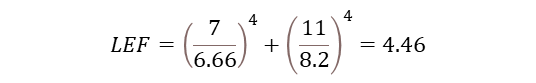 LEF = (7/6.66)^4 + (11/8.2)^4 = 4.46